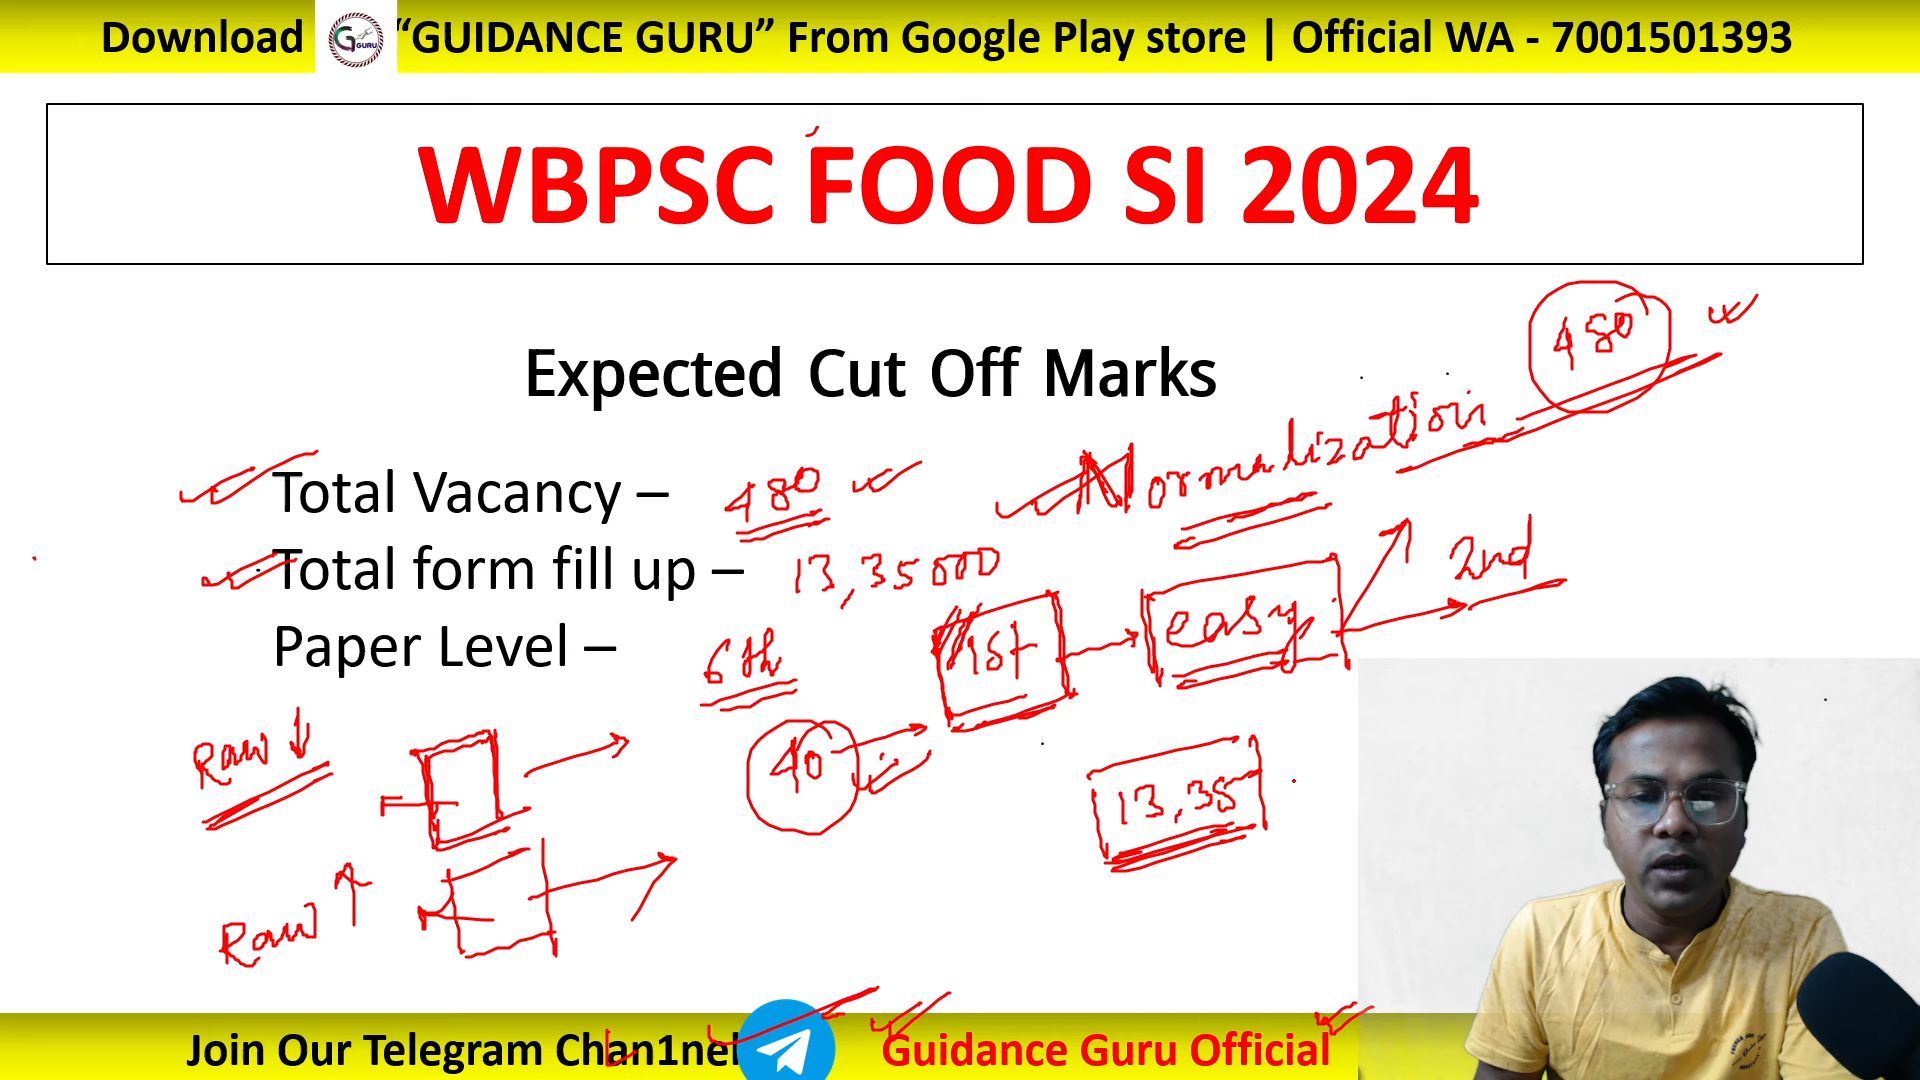 Download GGURU “GUIDANCE GURU” From Google Play store | Official WA - 7001501393
WBPSC FOOD SI 2024
Expected Cut Off Marks
480
Normalization
Total Vacancy – 480
Total form fill up – 13,35000
2nd
Paper Level – 6th
1st
easy
Raw ↓
40
13,35
Raw ↑
Join Our Telegram Chan1nel
Guidance Guru Official